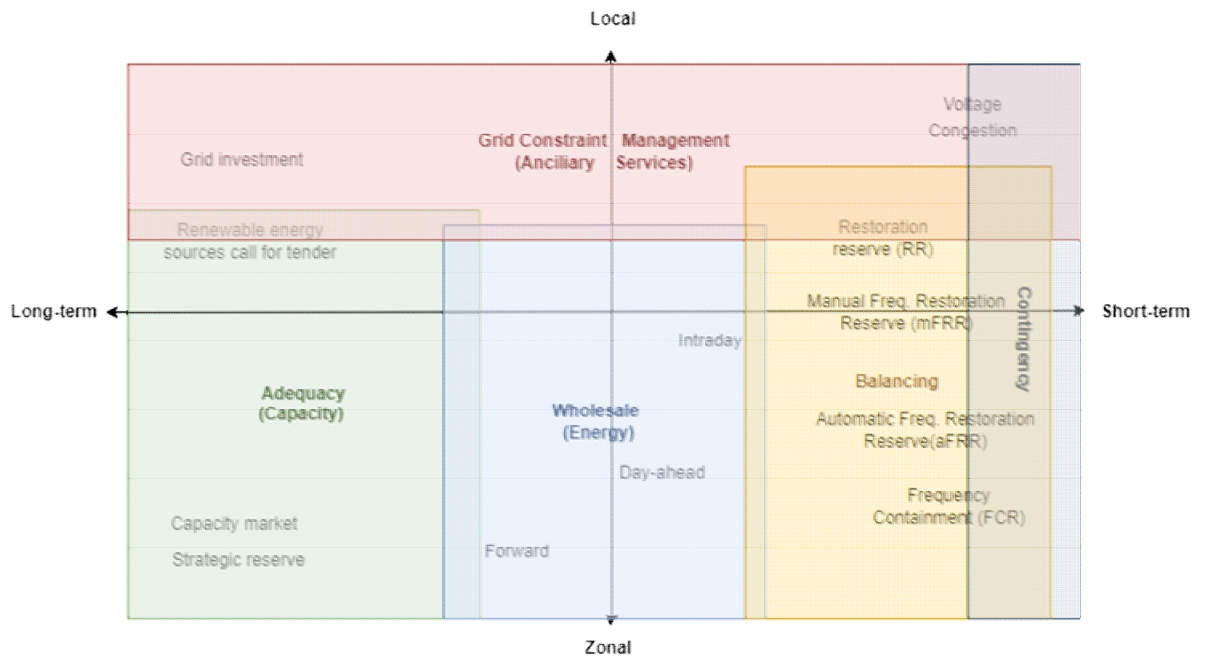 Local
Voltage
Congestion
Grid Constraint Management
(Anciliary Services)
Grid investment
Renewable energy
sources call for tender
Restoration
reserve (RR)
Long-term
Short-term
Manual Freq. Restoration
Reserve (mFRR)
Contingency
Intraday
Balancing
Adequacy
(Capacity)
Wholesale
(Energy)
Automatic Freq. Restoration
Reserve(aFRR)
Day-ahead
Frequency
Containment (FCR)
Capacity market
Strategic reserve
Forward
Zonal